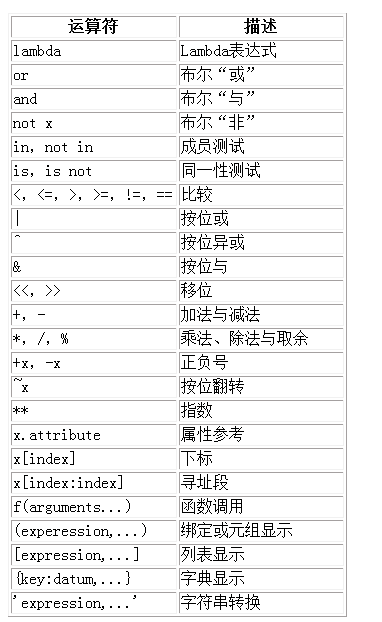 运算符 描述
lambda Lambda表达式
or 布尔“或”
and 布尔“与”
not x 布尔“非”
in, not in 成员测试
is, is not 同一性测试
<, <=, >, >=, !=, == 比较
| 按位或
^ 按位异或
& 按位与
<<, >> 移位
+, - 加法与减法
*, /, % 乘法、除法与取余
+x, -x 正负号
~x 按位翻转
** 指数
x.attribute 属性参考
x[index] 下标
x[index:index] 寻址段
f(arguments...) 函数调用
(experession,...) 绑定或元组显示
[expression,...] 列表显示
{key:datum,...} 字典显示
'expression,...' 字符串转换